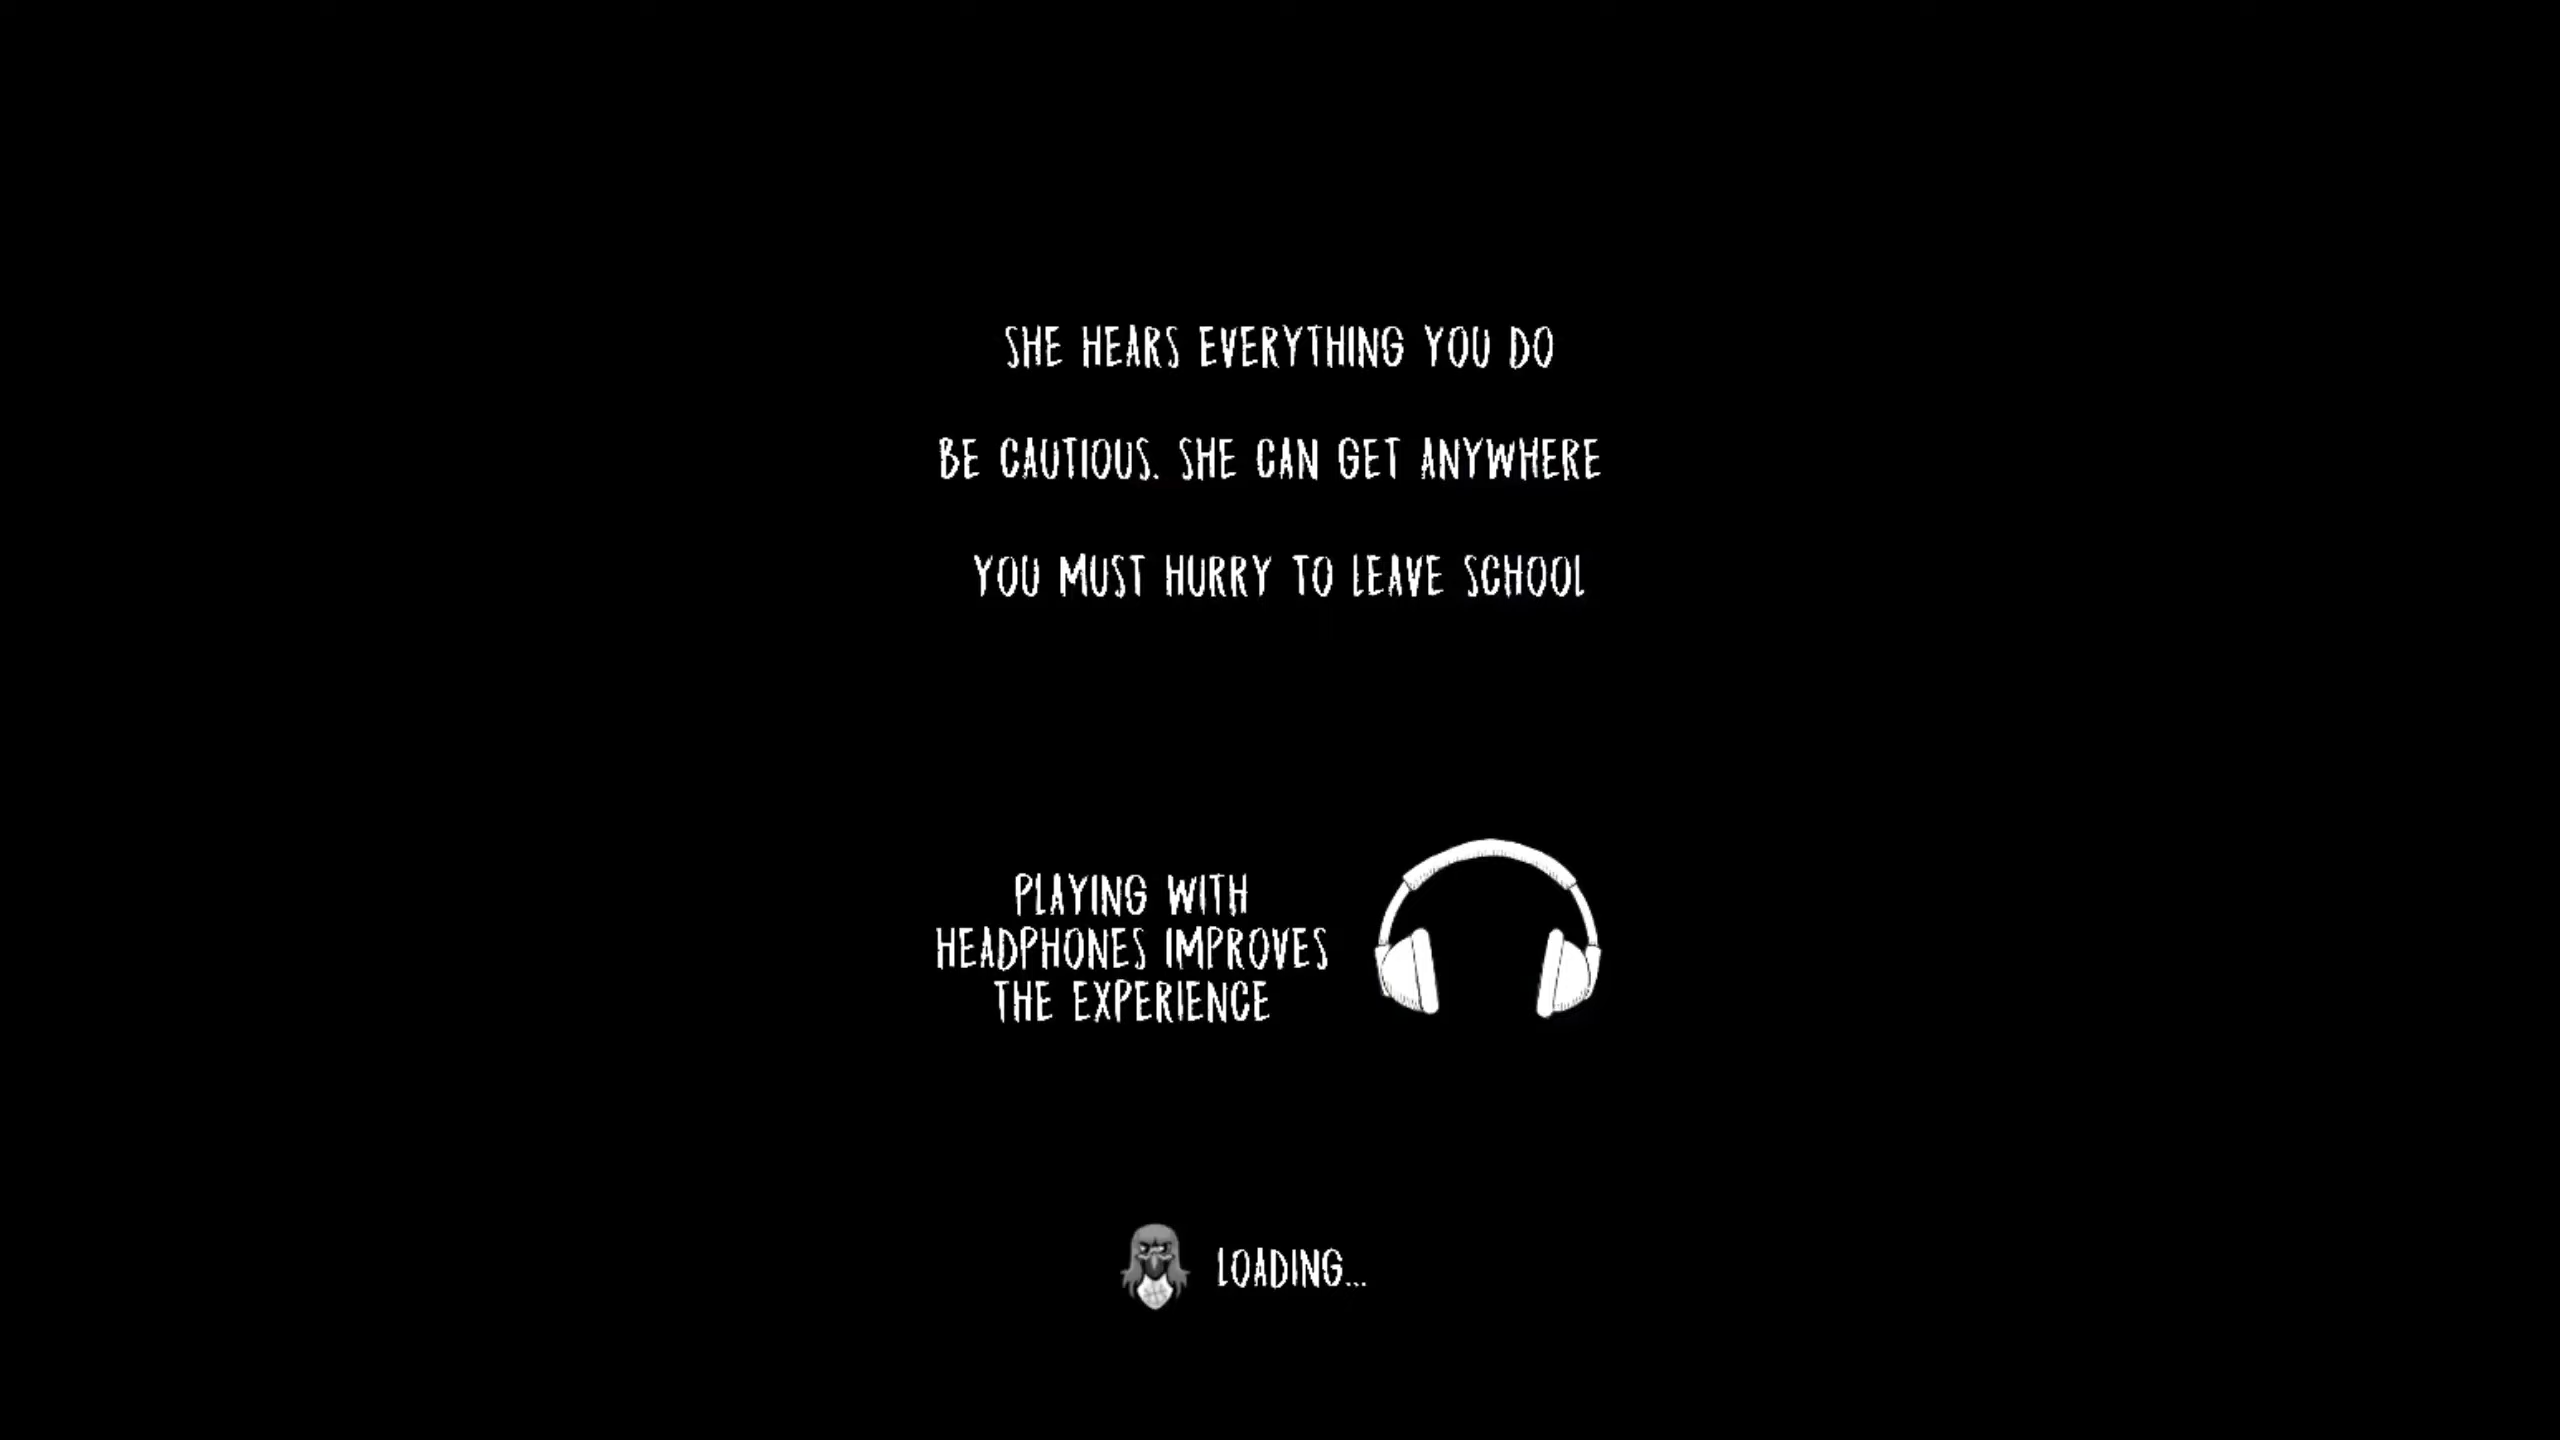 SHE HEARS EVERYTHING YOU DO
BE CAUTIOUS. SHE CAN GET ANYWHERE
YOU MUST HURRY TO LEAVE SCHOOL
PLAYING WITH
HEADPHONES IMPROVES
THE EXPERIENCE
LOADING...